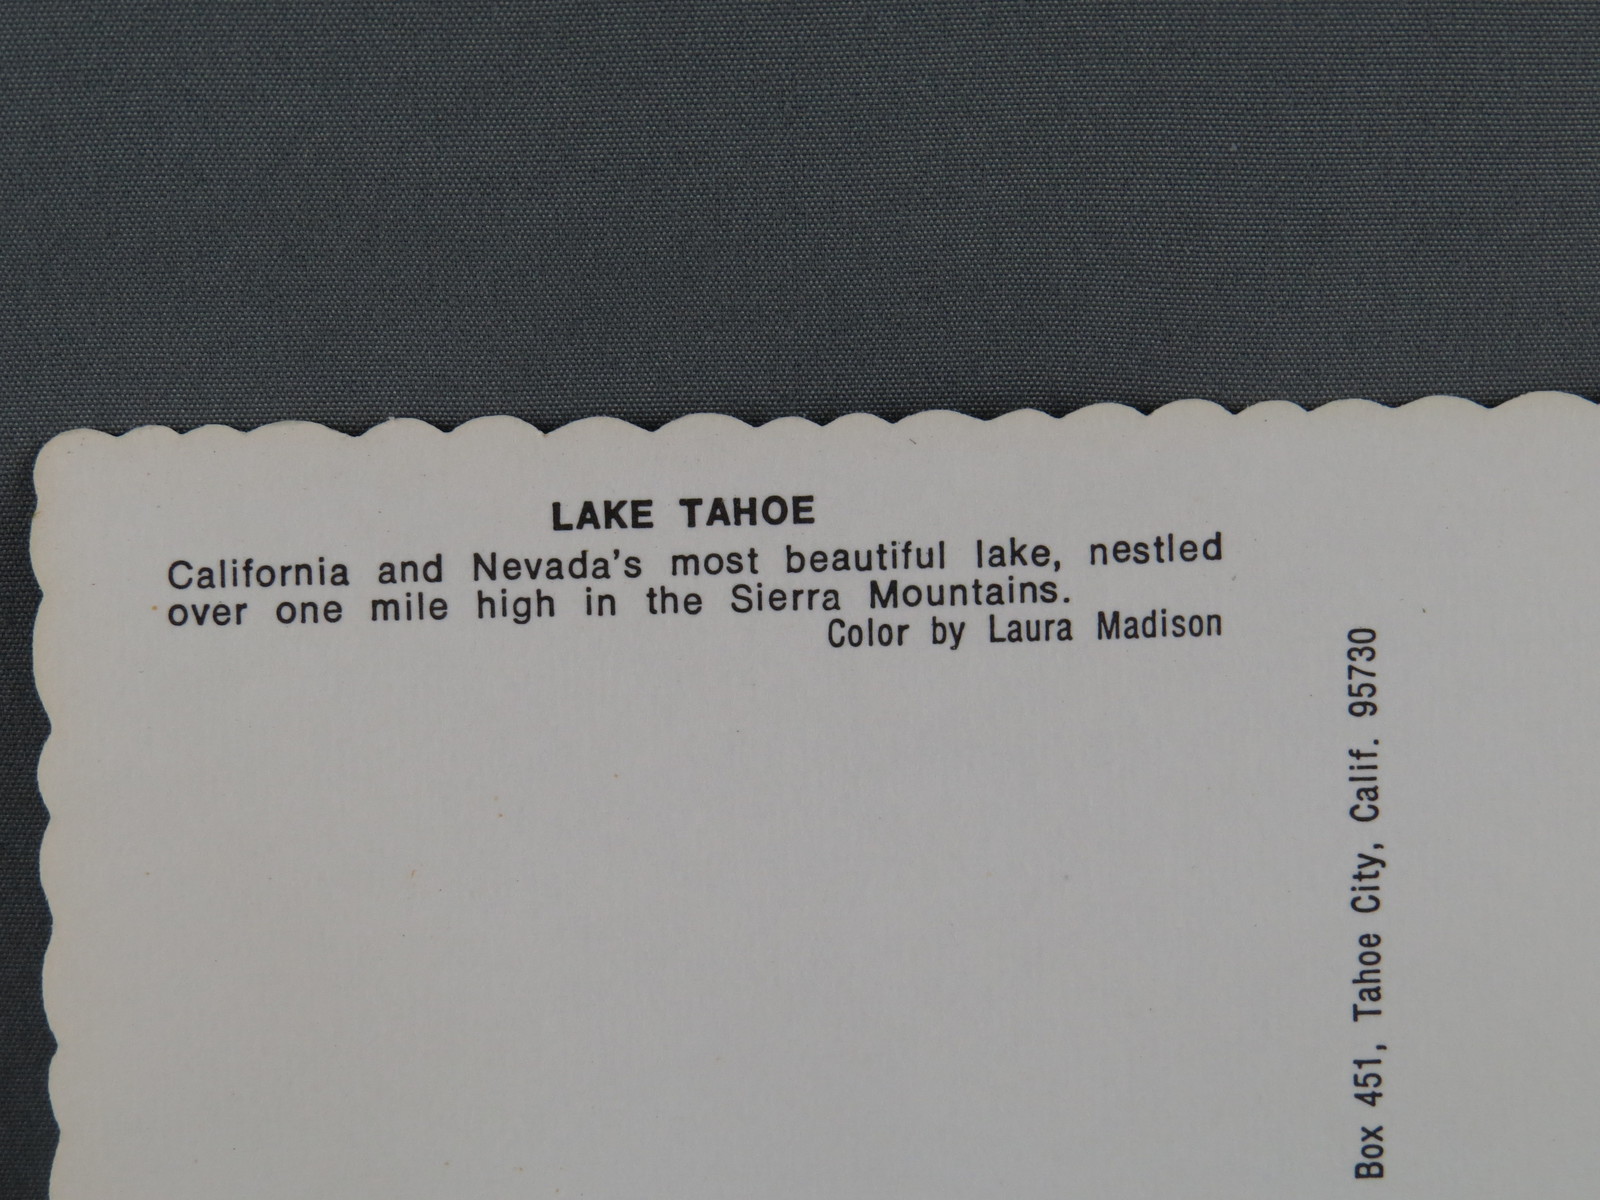 LAKE TAHOE
California and Nevada's most beautiful lake, nestled
over one mile high in the Sierra Mountains.
Color by Laura Madison
Box 451, Tahoe City, Calif. 95730